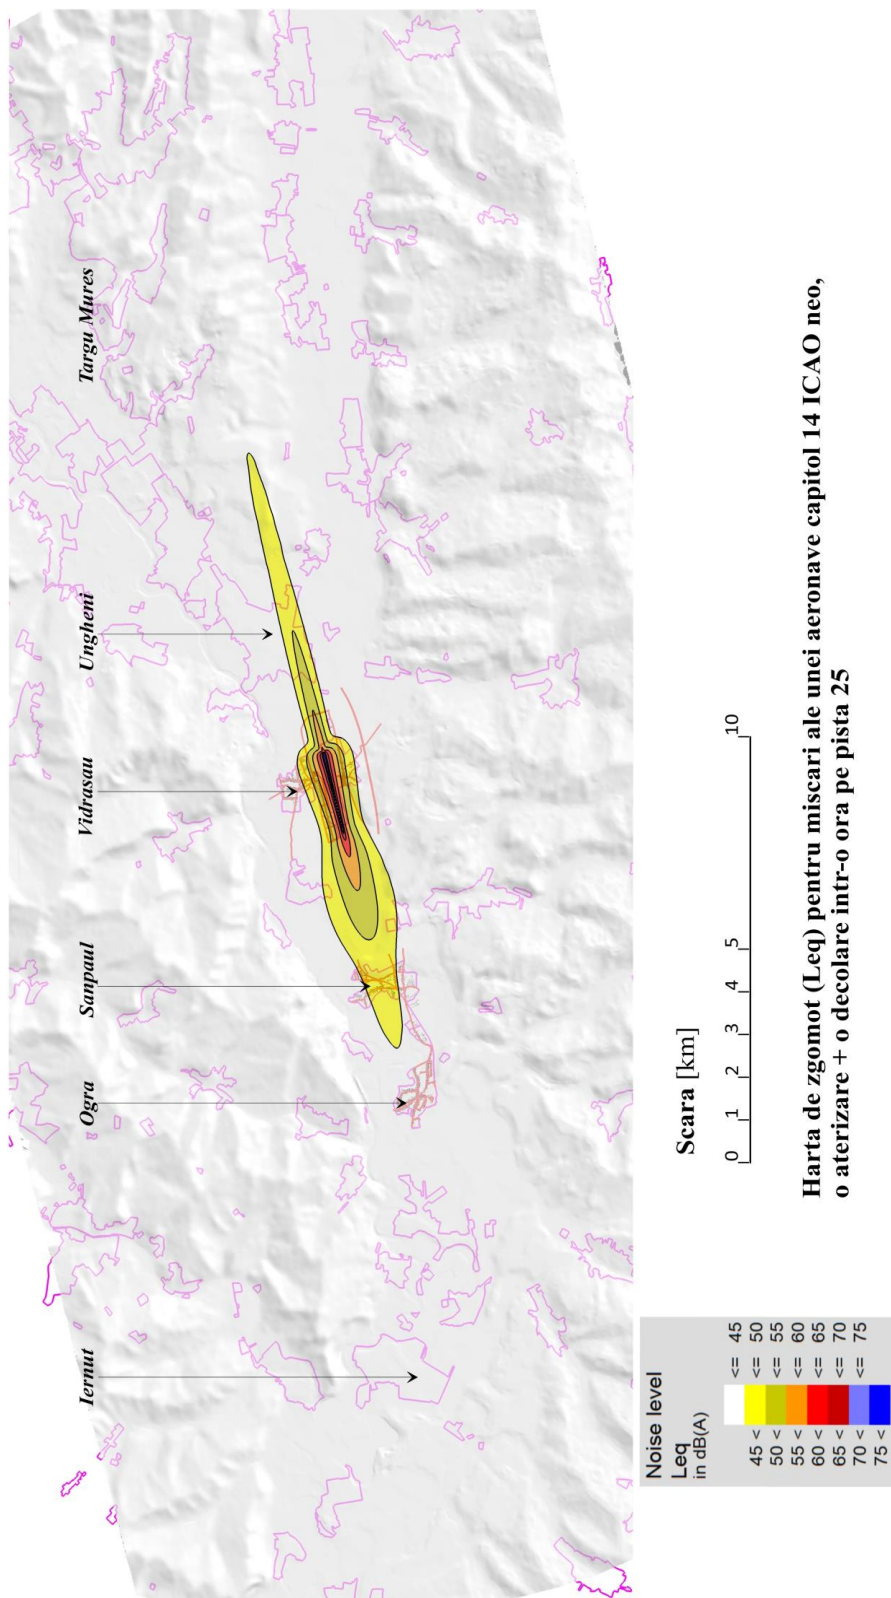 Iernut
Ogra
Sanpaul
Vidrasau
Ungheni
Targu Mures
Noise level
Leq
in dB(A)
<= 45
45 < <= 50
50 < <= 55
55 < <= 60
60 < <= 65
65 < <= 70
70 < <= 75
75 <
Scara [km]
0 1 2 3 4 5 10
Harta de zgomot (Leq) pentru miscari ale unei aeronave capitol 14 ICAO neo,
o aterizare + o decolare intr-o ora pe pista 25